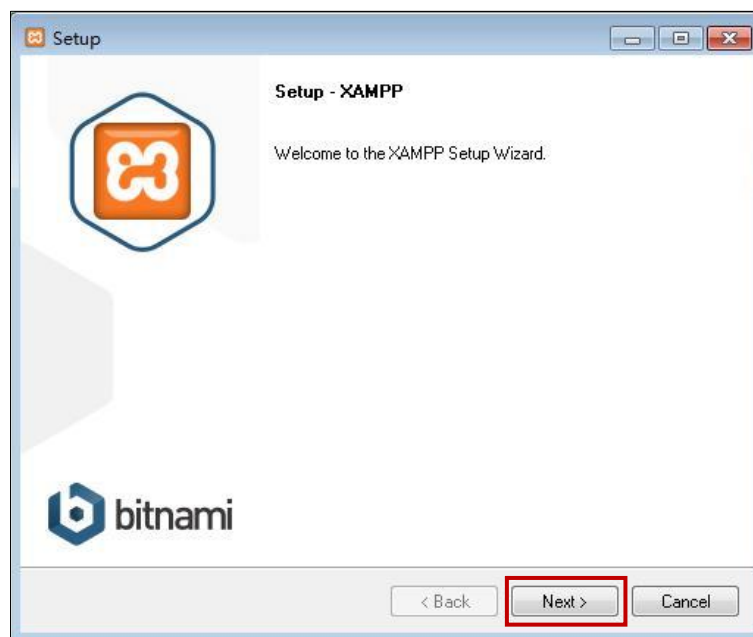 Setup
Setup - XAMPP
Welcome to the XAMPP Setup Wizard.
bitnami
< Back
Next >
Cancel